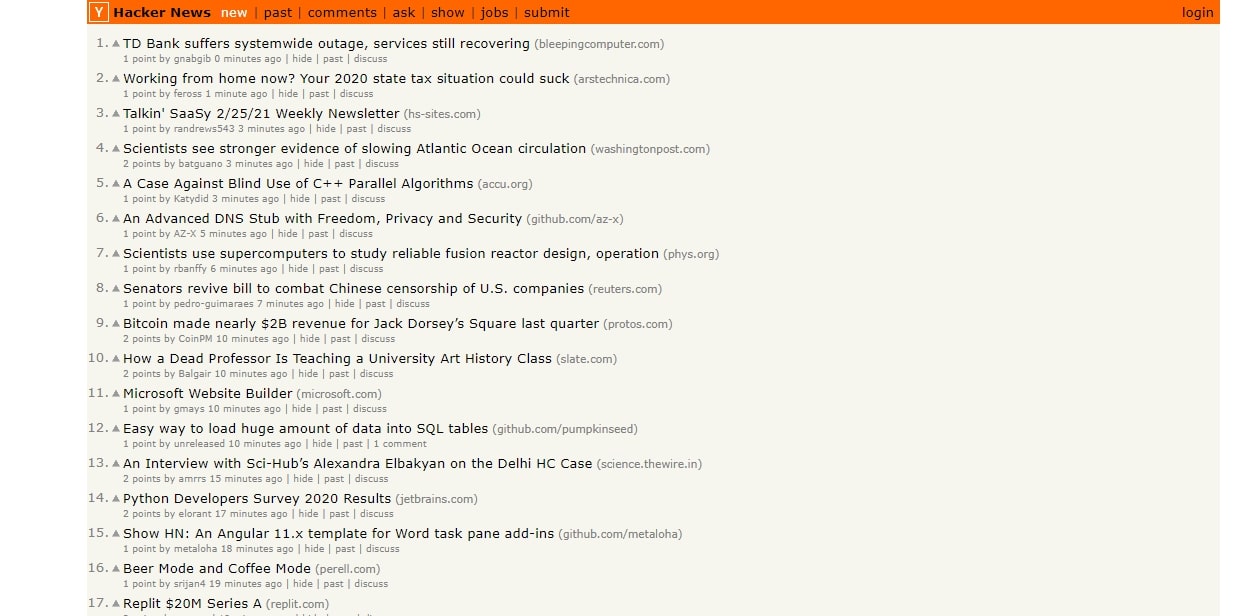 Y Hacker News new | past | comments | ask | show | jobs | submit login
1. TD Bank suffers systemwide outage, services still recovering (bleepingcomputer.com)
1 point by gnabgib 0 minutes ago | hide | past | discuss
2. Working from home now? Your 2020 state tax situation could suck (arstechnica.com)
1 point by feross 1 minute ago | hide | past | discuss
3. Talkin' SaaSy 2/25/21 Weekly Newsletter (hs-sites.com)
1 point by randrews543 3 minutes ago | hide | past | discuss
4. Scientists see stronger evidence of slowing Atlantic Ocean circulation (washingtonpost.com)
2 points by batguano 3 minutes ago | hide | past | discuss
5. A Case Against Blind Use of C++ Parallel Algorithms (accu.org)
1 point by Katydid 3 minutes ago | hide | past | discuss
6. An Advanced DNS Stub with Freedom, Privacy and Security (github.com/az-x)
1 point by AZ-X 5 minutes ago | hide | past | discuss
7. Scientists use supercomputers to study reliable fusion reactor design, operation (phys.org)
1 point by rbanffy 6 minutes ago | hide | past | discuss
8. Senators revive bill to combat Chinese censorship of U.S. companies (reuters.com)
1 point by pedro-guimaraes 7 minutes ago | hide | past | discuss
9. Bitcoin made nearly $2B revenue for Jack Dorsey’s Square last quarter (protos.com)
2 points by CoinPM 10 minutes ago | hide | past | discuss
10. How a Dead Professor Is Teaching a University Art History Class (slate.com)
2 points by Balgair 10 minutes ago | hide | past | discuss
11. Microsoft Website Builder (microsoft.com)
1 point by gmays 10 minutes ago | hide | past | discuss
12. Easy way to load huge amount of data into SQL tables (github.com/pumpkinseed)
1 point by unreleased 10 minutes ago | hide | past | 1 comment
13. An Interview with Sci-Hub’s Alexandra Elbakyan on the Delhi HC Case (science.thewire.in)
2 points by amrrs 15 minutes ago | hide | past | discuss
14. Python Developers Survey 2020 Results (jetbrains.com)
2 points by elorant 17 minutes ago | hide | past | discuss
15. Show HN: An Angular 11.x template for Word task pane add-ins (github.com/metaloha)
1 point by metaloha 18 minutes ago | hide | past | discuss
16. Beer Mode and Coffee Mode (perell.com)
1 point by srijan4 19 minutes ago | hide | past | discuss
17. Replit $20M Series A (replit.com)